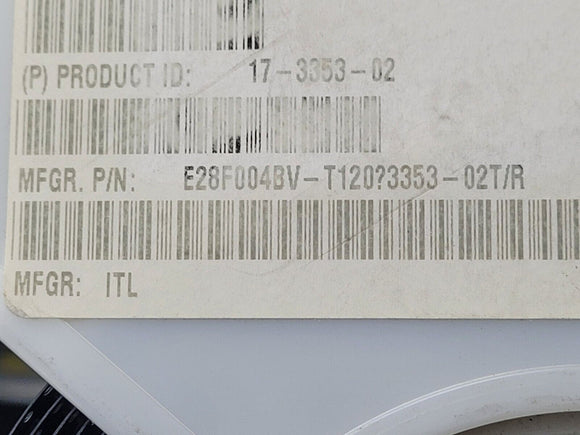 (P) PRODUCT ID: 17-3353-02
MFGR. P/N: E28F004BV-T120?3353-02T/R
MFGR: ITL